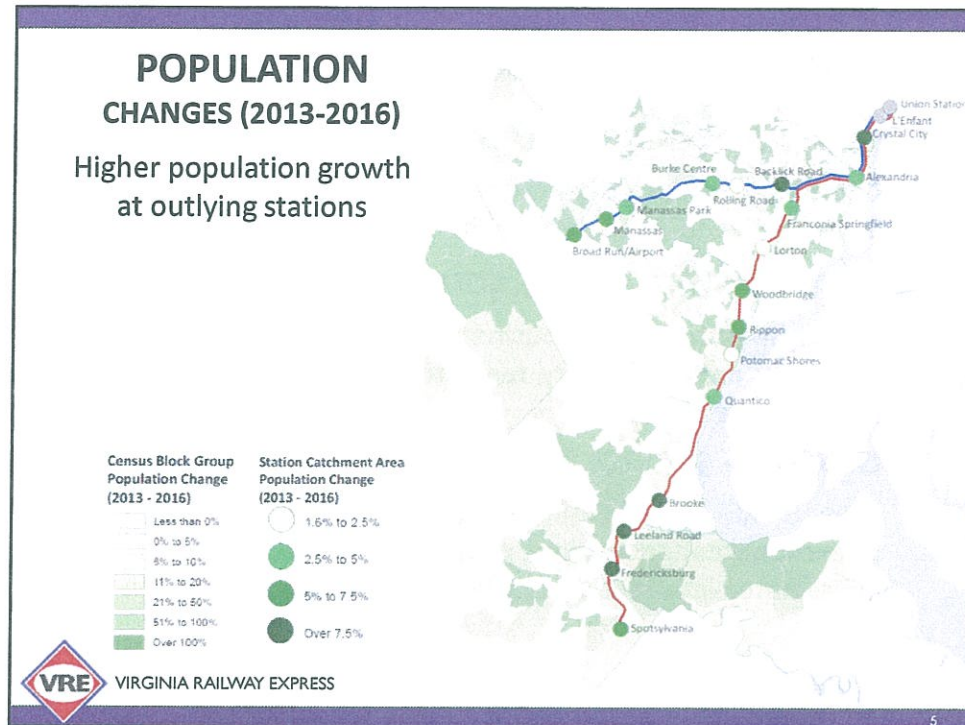 POPULATION
CHANGES (2013-2016)
Higher population growth
at outlying stations
Union Station
L'Enfant
Crystal City
Burke Centre
Backlick Road
Alexandria
Rolling Road
Manassas Park
Franconia Springfield
Manassas
Broad Run/Airport
Lorton
Woodbridge
Rippon
Potomac Shores
Quantico
Brooke
Leeland Road
Fredericksburg
Spotsylvania
Census Block Group
Population Change
(2013 - 2016)
Less than 0%
0% to 5%
6% to 10%
11% to 20%
21% to 50%
51% to 100%
Over 100%
Station Catchment Area
Population Change
(2013 - 2016)
1.6% to 2.5%
2.5% to 5%
5% to 7.5%
Over 7.5%
VRE
VIRGINIA RAILWAY EXPRESS
5